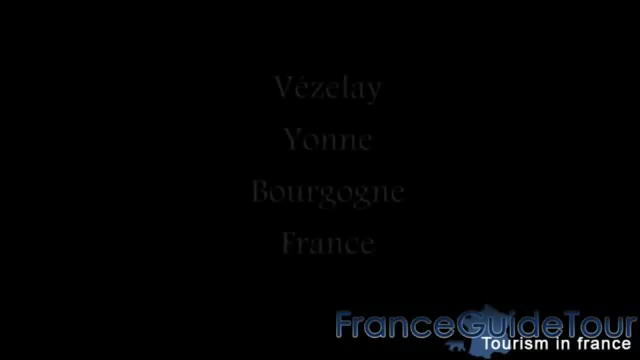 Vézelay
Yonne
Bourgogne
France
FranceGuideTour
Tourism in france